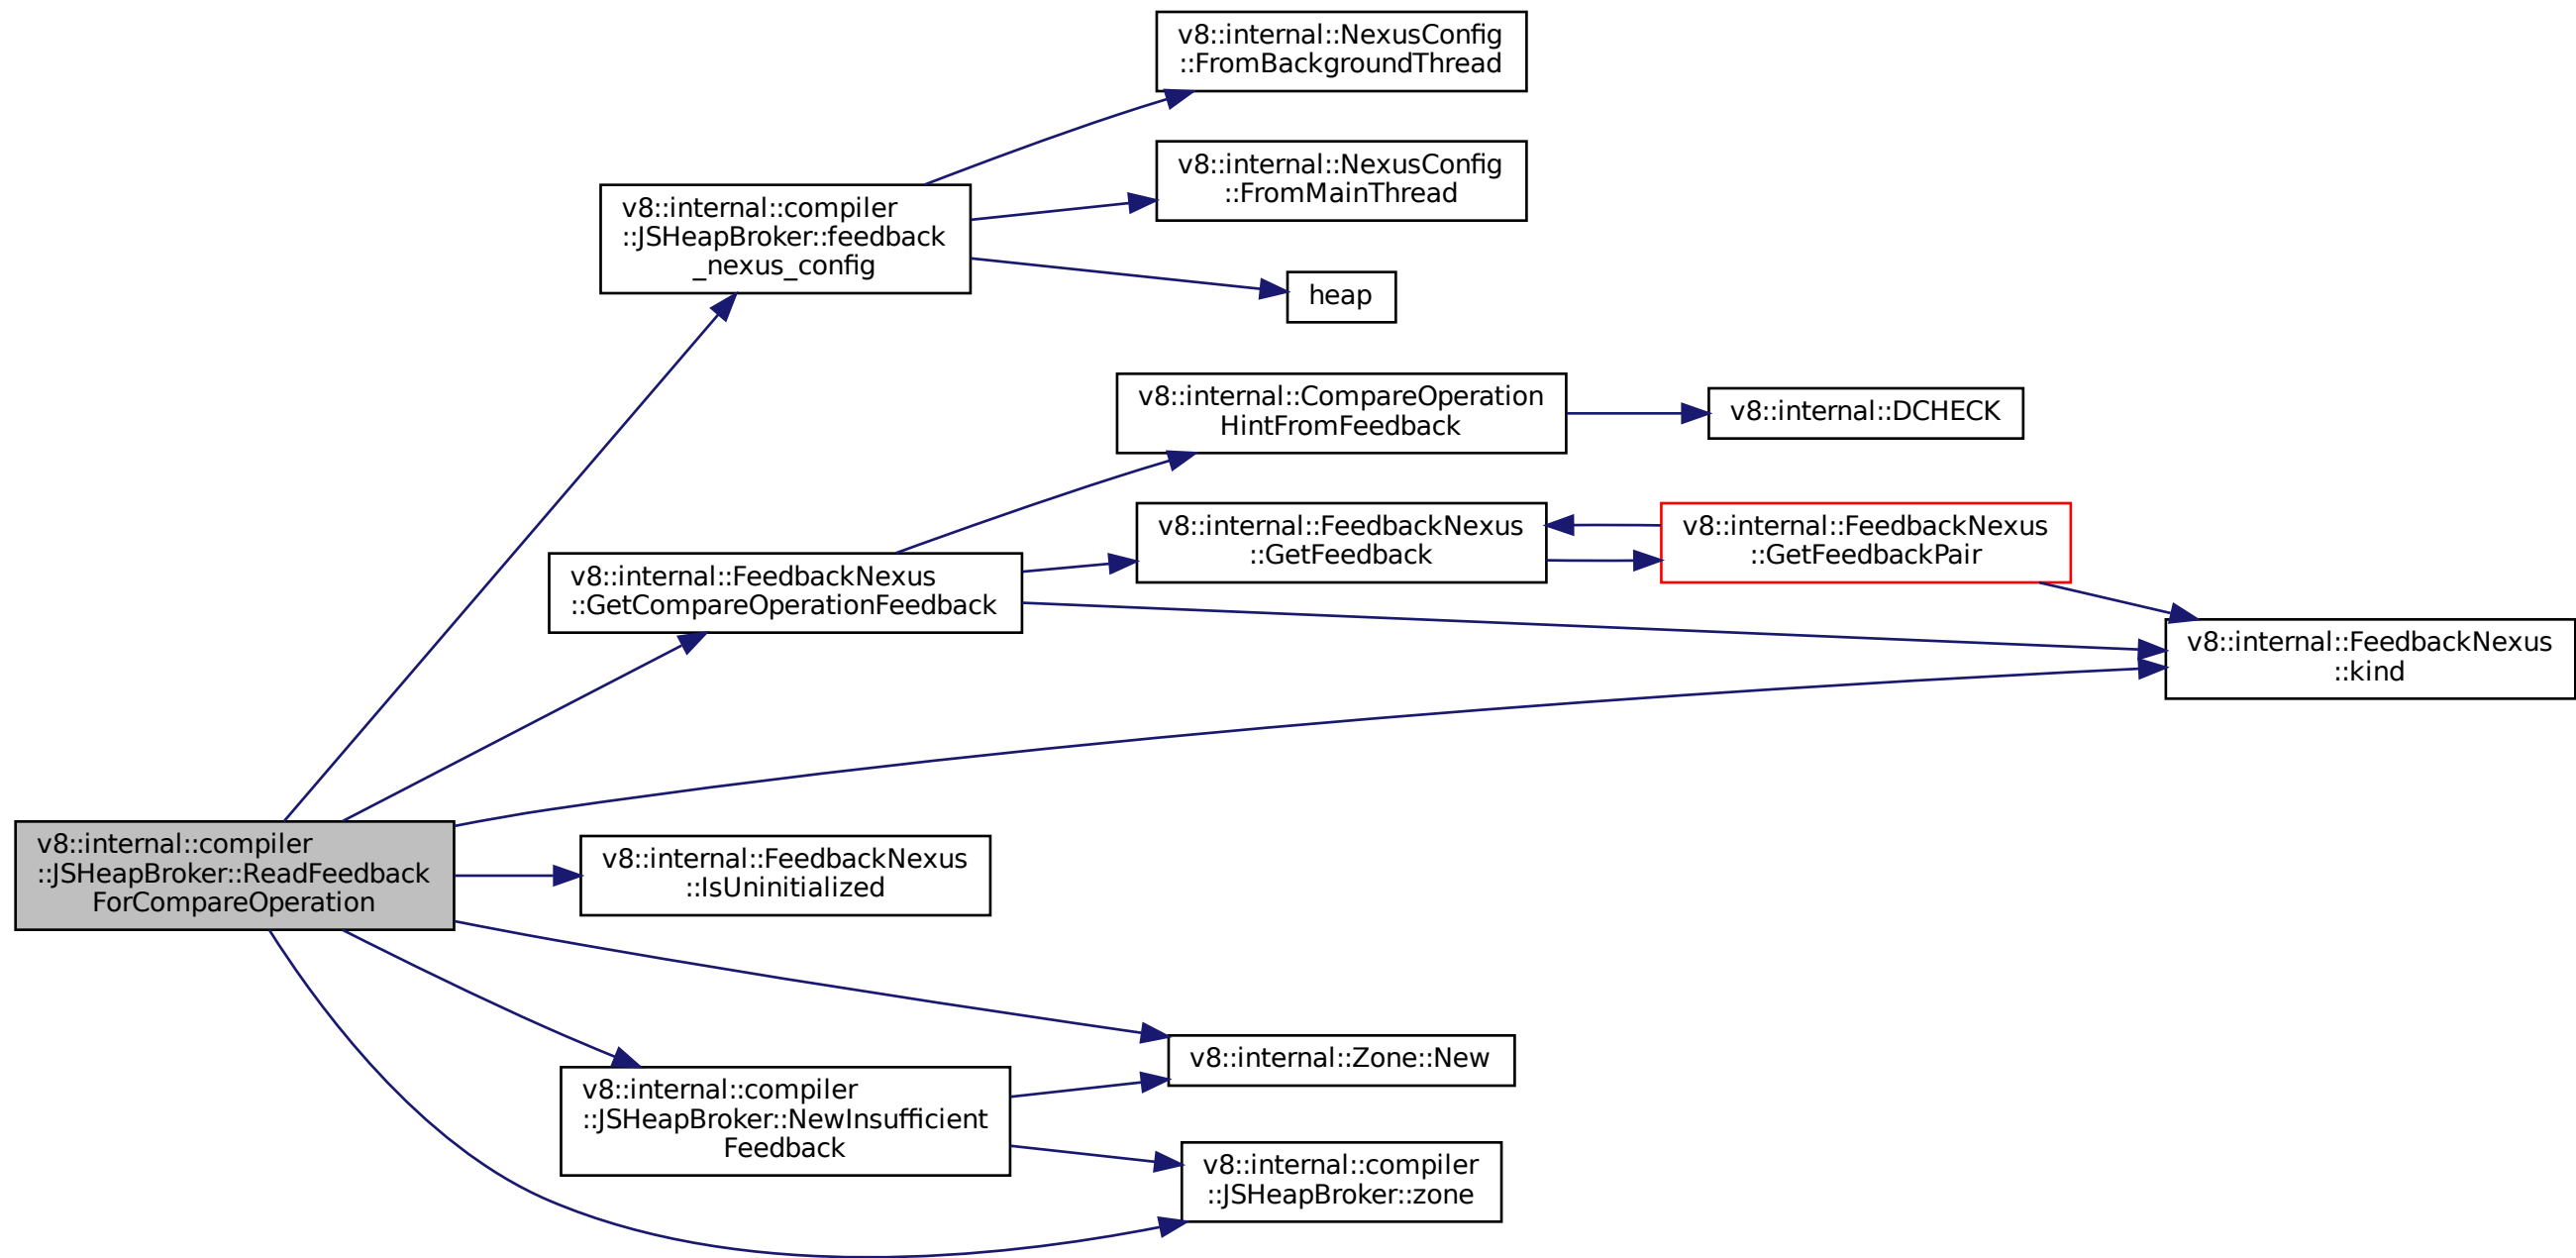 v8::internal::NexusConfig
::FromBackgroundThread
v8::internal::NexusConfig
::FromMainThread
v8::internal::compiler
::JSHeapBroker::feedback
_nexus_config
heap
v8::internal::CompareOperation
HintFromFeedback
v8::internal::DCHECK
v8::internal::FeedbackNexus
::GetFeedback
v8::internal::FeedbackNexus
::GetFeedbackPair
v8::internal::FeedbackNexus
::GetCompareOperationFeedback
v8::internal::FeedbackNexus
::kind
v8::internal::compiler
::JSHeapBroker::ReadFeedback
ForCompareOperation
v8::internal::FeedbackNexus
::IsUninitialized
v8::internal::Zone::New
v8::internal::compiler
::JSHeapBroker::NewInsufficient
Feedback
v8::internal::compiler
::JSHeapBroker::zone